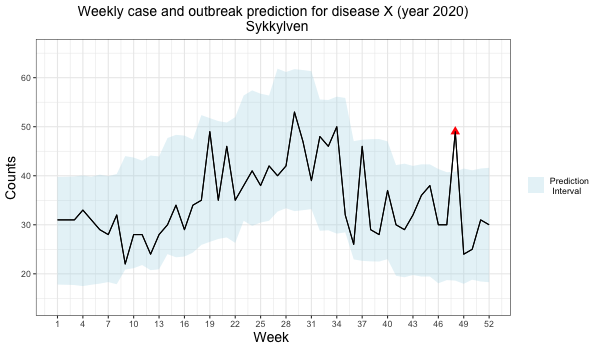 Weekly case and outbreak prediction for disease X (year 2020)
Sykkylven
60
50
40
30
20
Counts
1 4 7 10 13 16 19 22 25 28 31 34 37 40 43 46 49 52
Week
Prediction
Interval